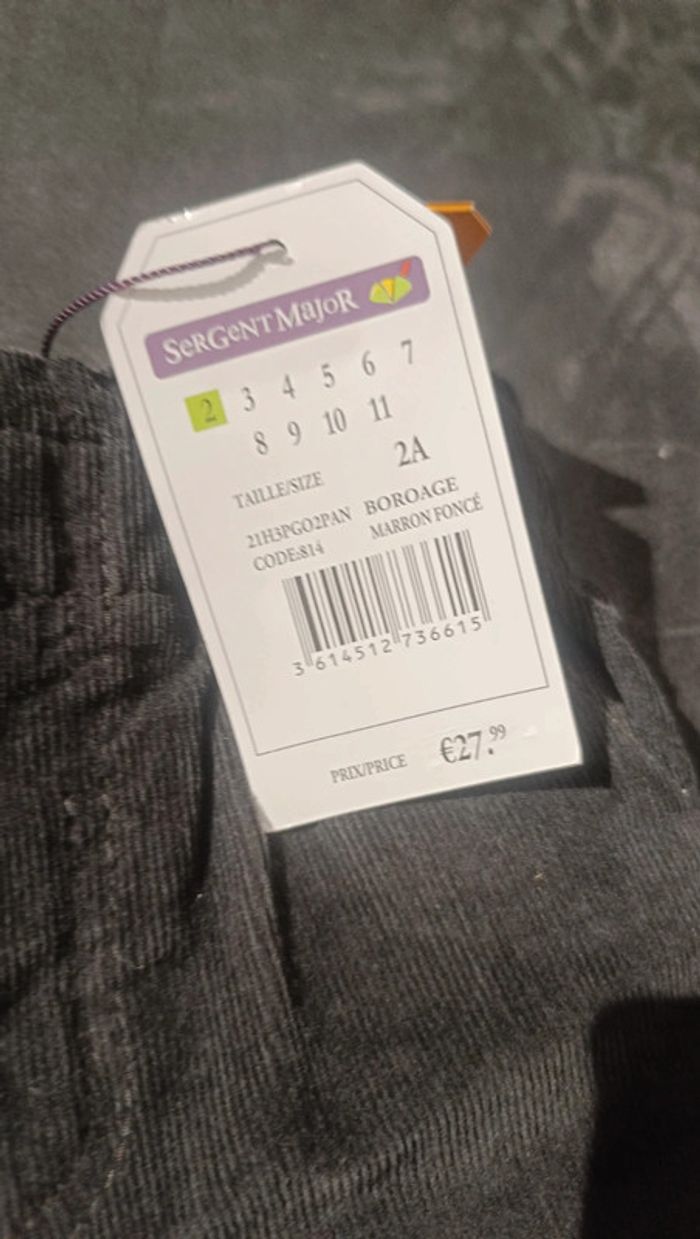 SeRGeNT MajoR
2 3 4 5 6 7
8 9 10 11
TAILLE/SIZE 2A
21H3PGO2PAN BOROAGE
CODE:814 MARRON FONCÉ
3 614512 736615
PRIX/PRICE €27.99